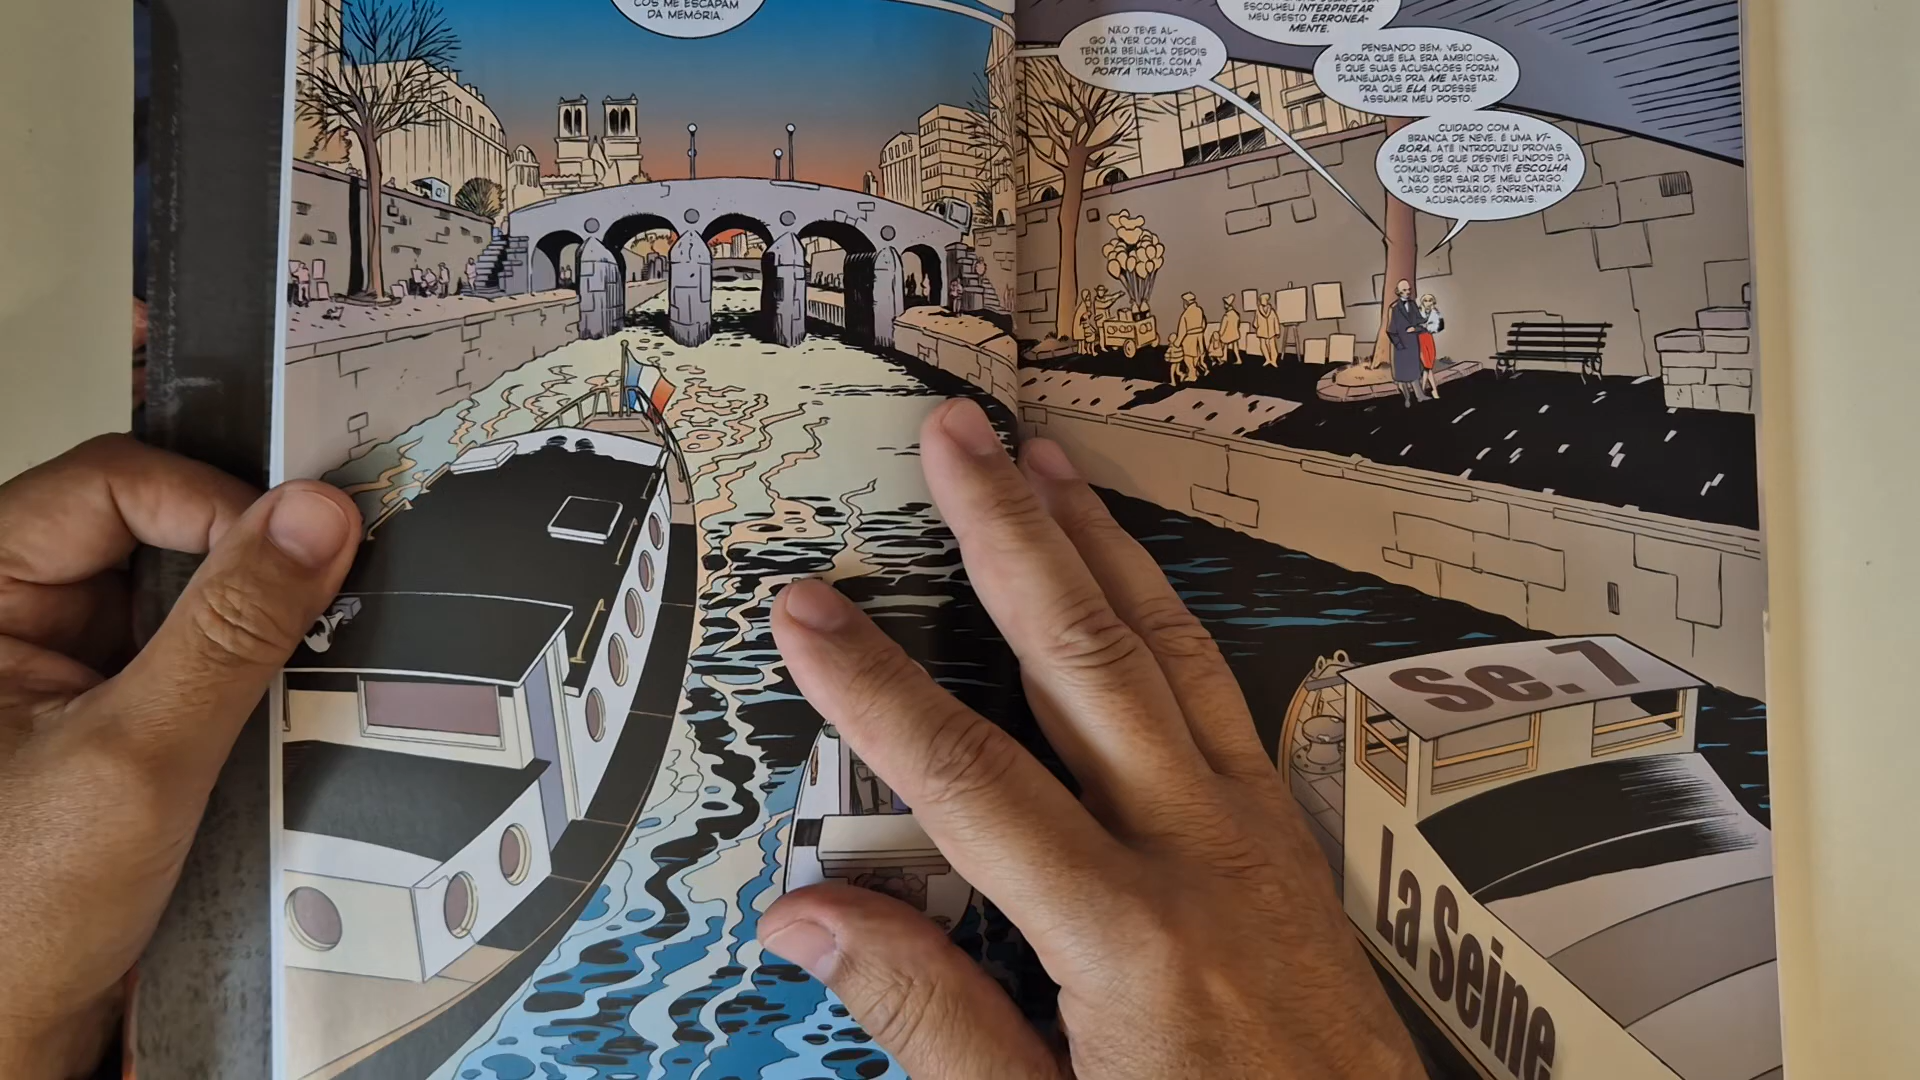 COS ME ESCAPAM
DA MEMÓRIA.
ESCOLHEU INTERPRETAR
MEU GESTO ERRONEA-
MENTE.
NÃO TEVE AL-
GO A VER COM VOCÊ
TENTAR BEIJÁ-LA DEPOIS
DO EXPEDIENTE, COM A
PORTA TRANCADA?
PENSANDO BEM, VEJO
AGORA QUE ELA ERA AMBICIOSA,
E QUE SUAS ACUSAÇÕES FORAM
PLANEJADAS PRA ME AFASTAR,
PRA QUE ELA PUDESSE
ASSUMIR MEU POSTO.
CUIDADO COM A
BRANCA DE NEVE. É UMA VÍ-
BORA. ATÉ INTRODUZIU PROVAS
FALSAS DE QUE DESVIEI FUNDOS DA
COMUNIDADE. NÃO TIVE ESCOLHA
A NÃO SER SAIR DE MEU CARGO.
CASO CONTRÁRIO, ENFRENTARIA
ACUSAÇÕES FORMAIS.
Se.7
La Seine